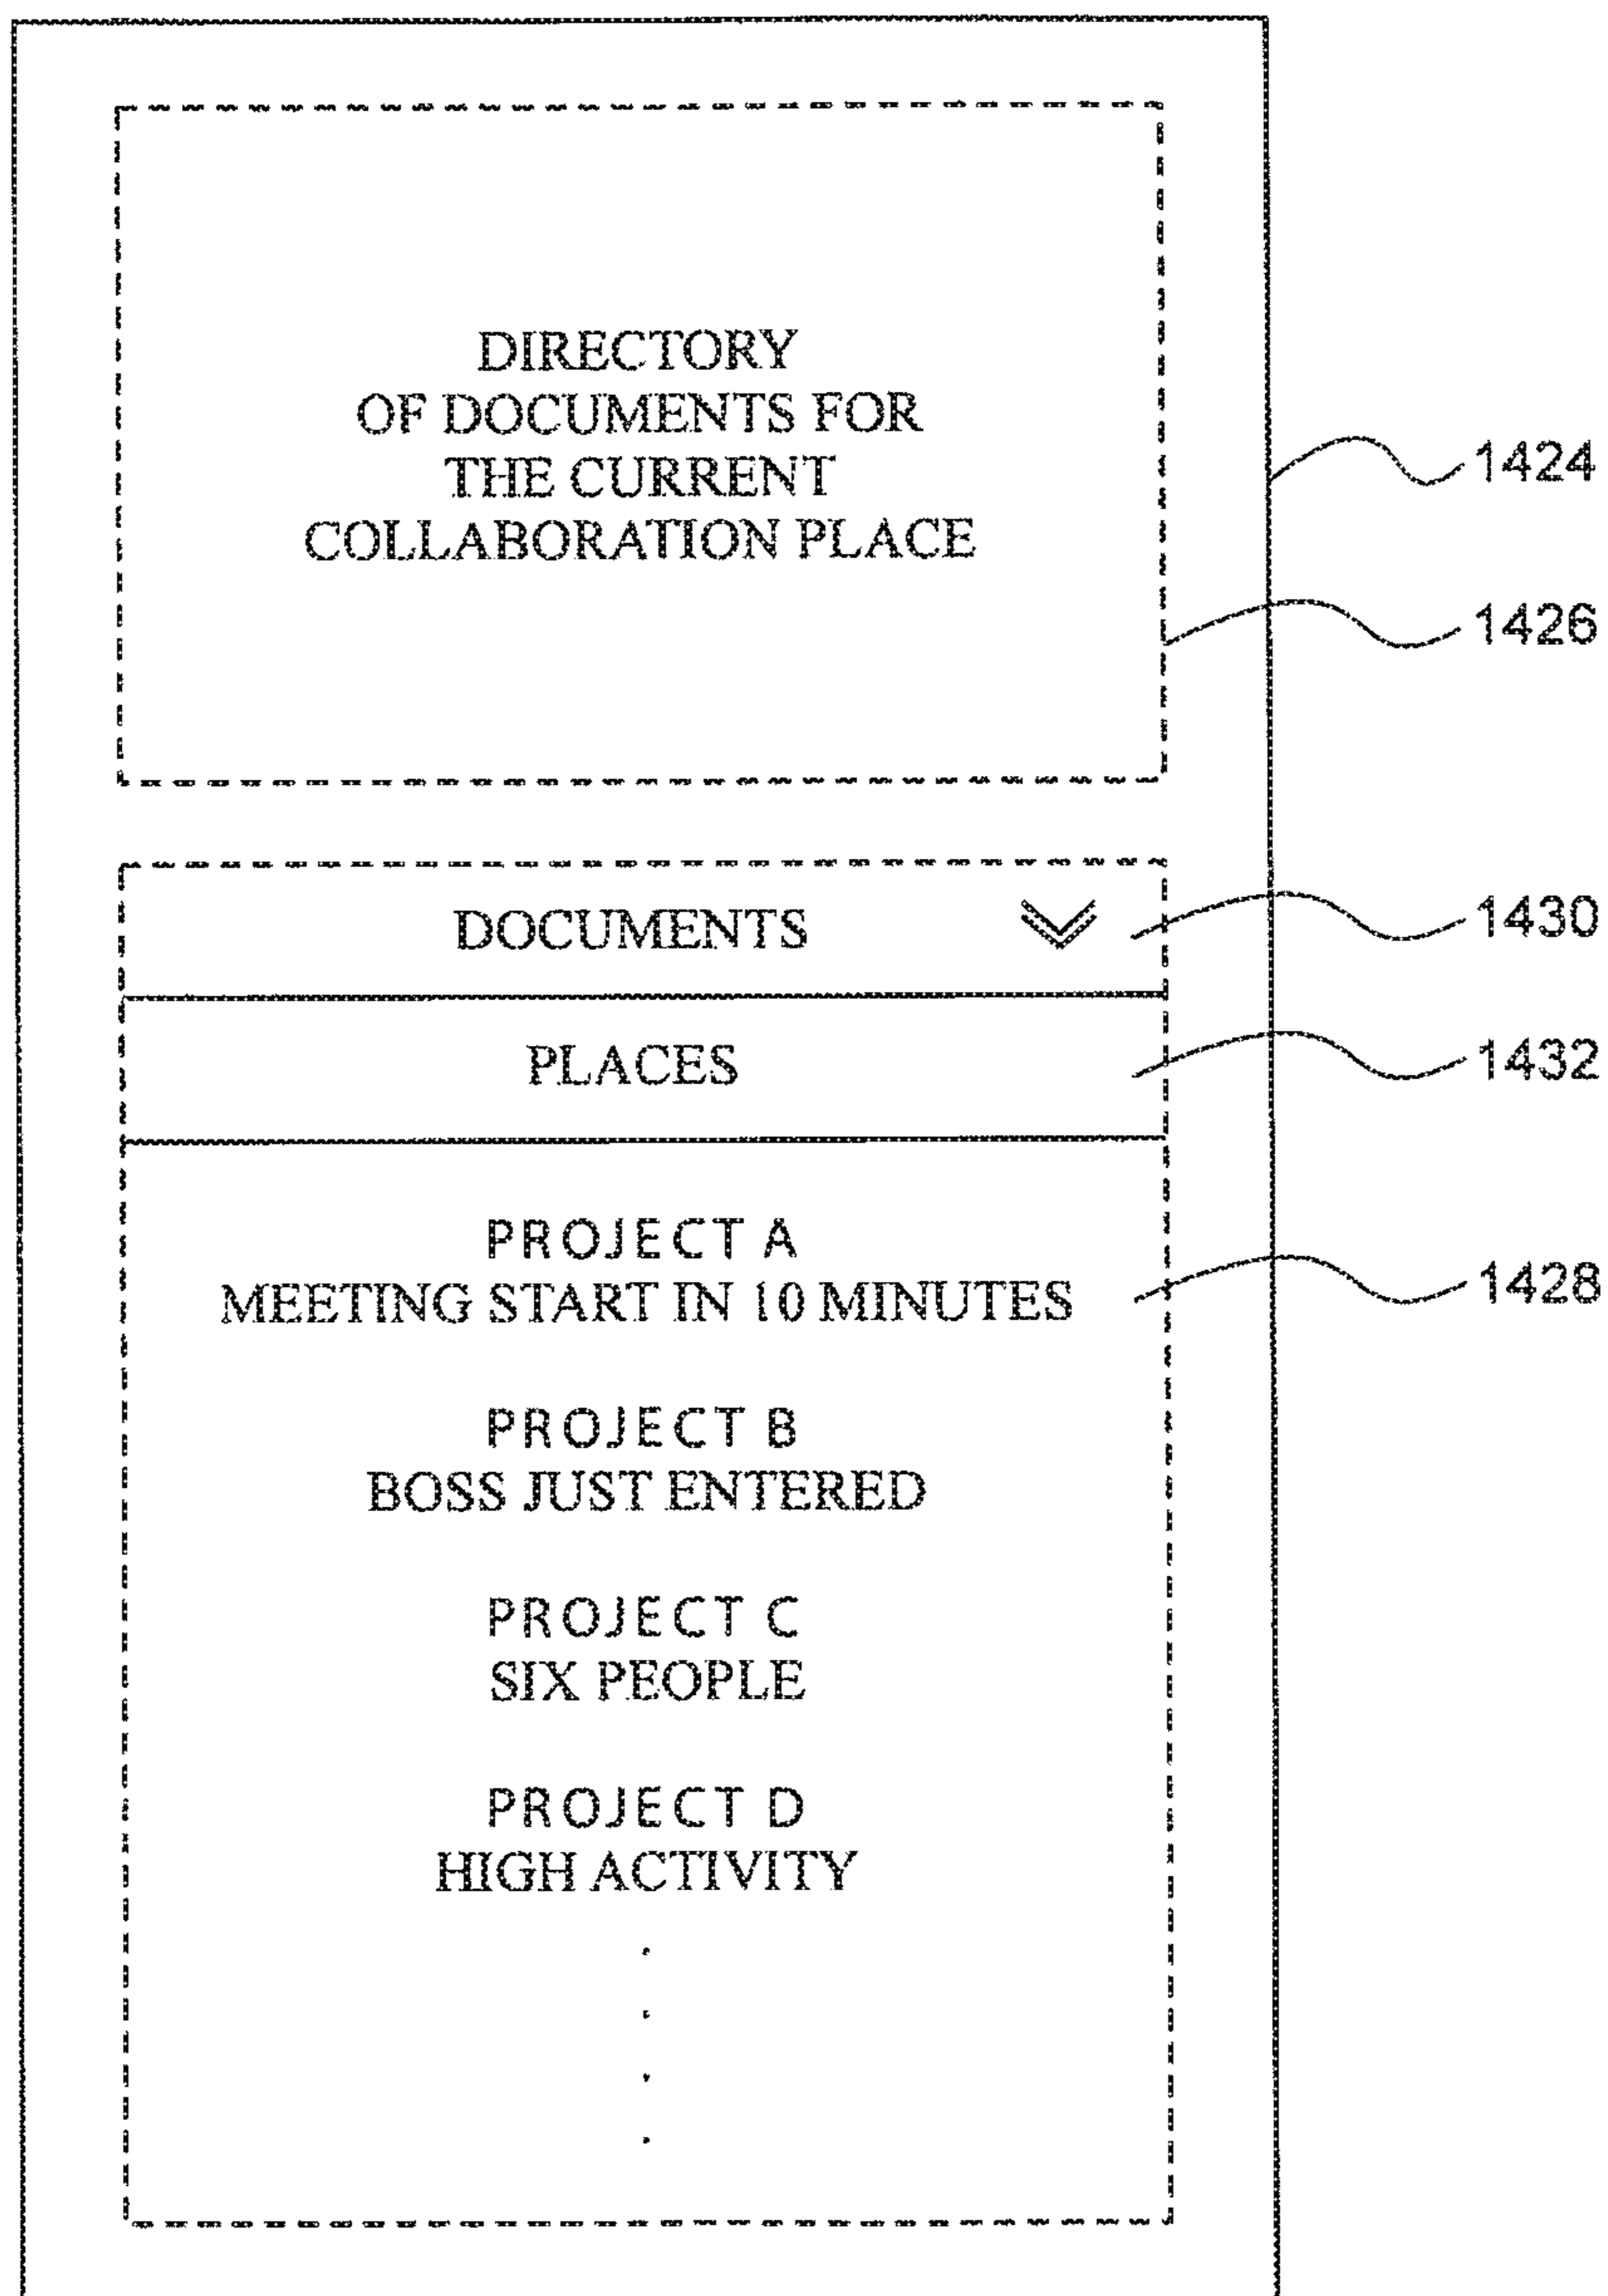 DIRECTORY
OF DOCUMENTS FOR
THE CURRENT
COLLABORATION PLACE
1424
1426
DOCUMENTS
1430
PLACES
1432
PROJECT A
MEETING START IN 10 MINUTES
1428
PROJECT B
BOSS JUST ENTERED
PROJECT C
SIX PEOPLE
PROJECT D
HIGH ACTIVITY